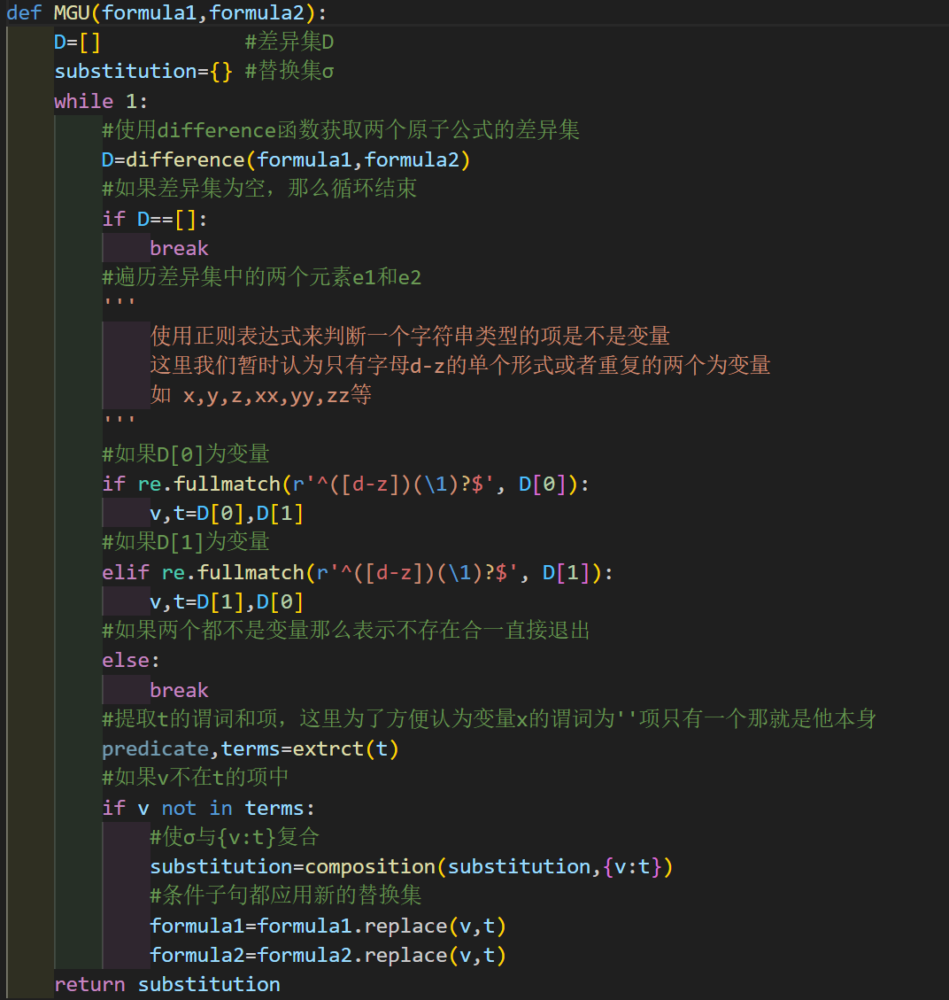 def MGU(formula1,formula2):
    D=[]            #差异集D
    substitution={} #替换集σ
    while 1:
        #使用difference函数获取两个原子公式的差异集
        D=difference(formula1,formula2)
        #如果差异集为空，那么循环结束
        if D==[]:
            break
        #遍历差异集中的两个元素e1和e2
        '''
            使用正则表达式来判断一个字符串类型的项是不是变量
            这里我们暂时认为只有字母d-z的单个形式或者重复的两个为变量
            如 x,y,z,xx,yy,zz等
        '''
        #如果D[0]为变量
        if re.fullmatch(r'^([d-z])(\1)?$', D[0]):
            v,t=D[0],D[1]
        #如果D[1]为变量
        elif re.fullmatch(r'^([d-z])(\1)?$', D[1]):
            v,t=D[1],D[0]
        #如果两个都不是变量那么表示不存在合一直接退出
        else:
            break
        #提取t的谓词和项，这里为了方便认为变量x的谓词为''项只有一个那就是他本身
        predicate,terms=extrct(t)
        #如果v不在t的项中
        if v not in terms:
            #使σ与{v:t}复合
            substitution=composition(substitution,{v:t})
            #条件子句都应用新的替换集
            formula1=formula1.replace(v,t)
            formula2=formula2.replace(v,t)
    return substitution